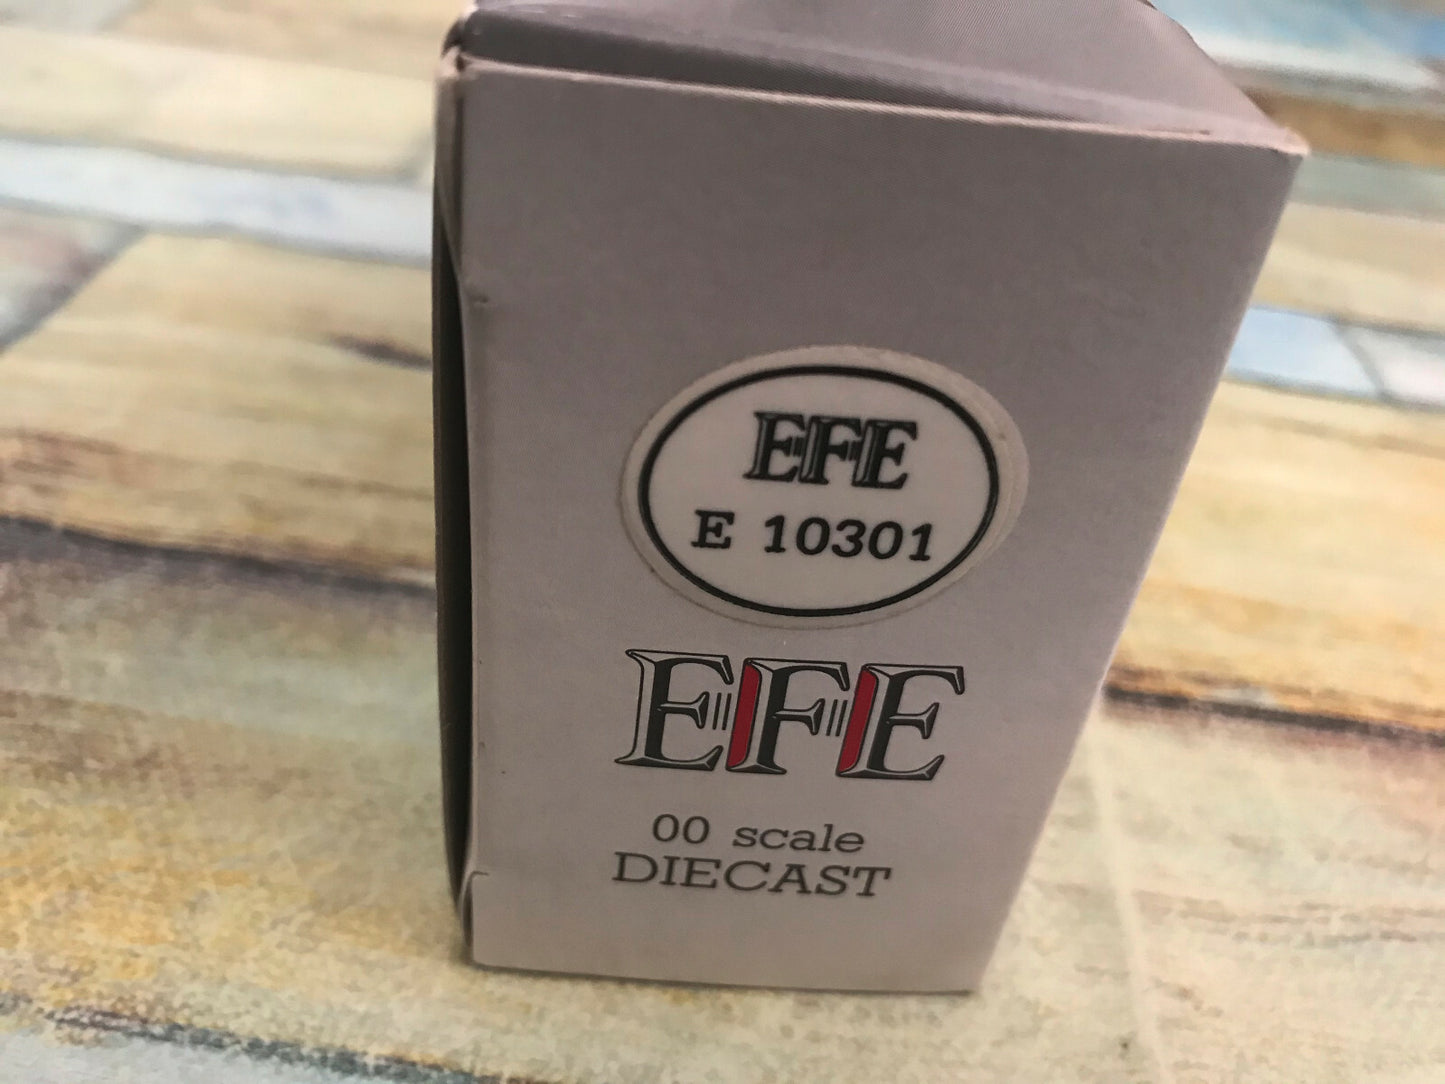 EFE
E 10301
EFE
00 scale
DIECAST